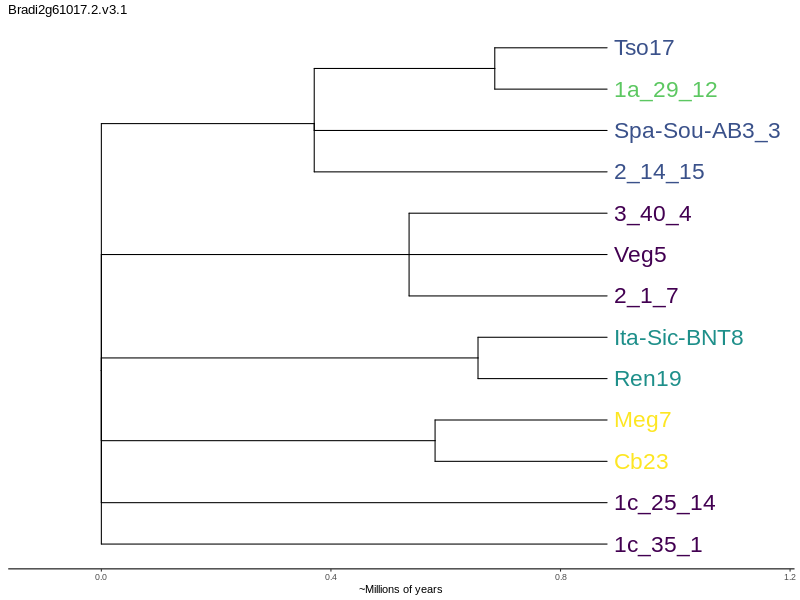 Bradi2g61017.2.v3.1
Tso17
1a_29_12
Spa-Sou-AB3_3
2_14_15
3_40_4
Veg5
2_1_7
Ita-Sic-BNT8
Ren19
Meg7
Cb23
1c_25_14
1c_35_1
0.0 0.4 0.8 1.2
~Millions of years